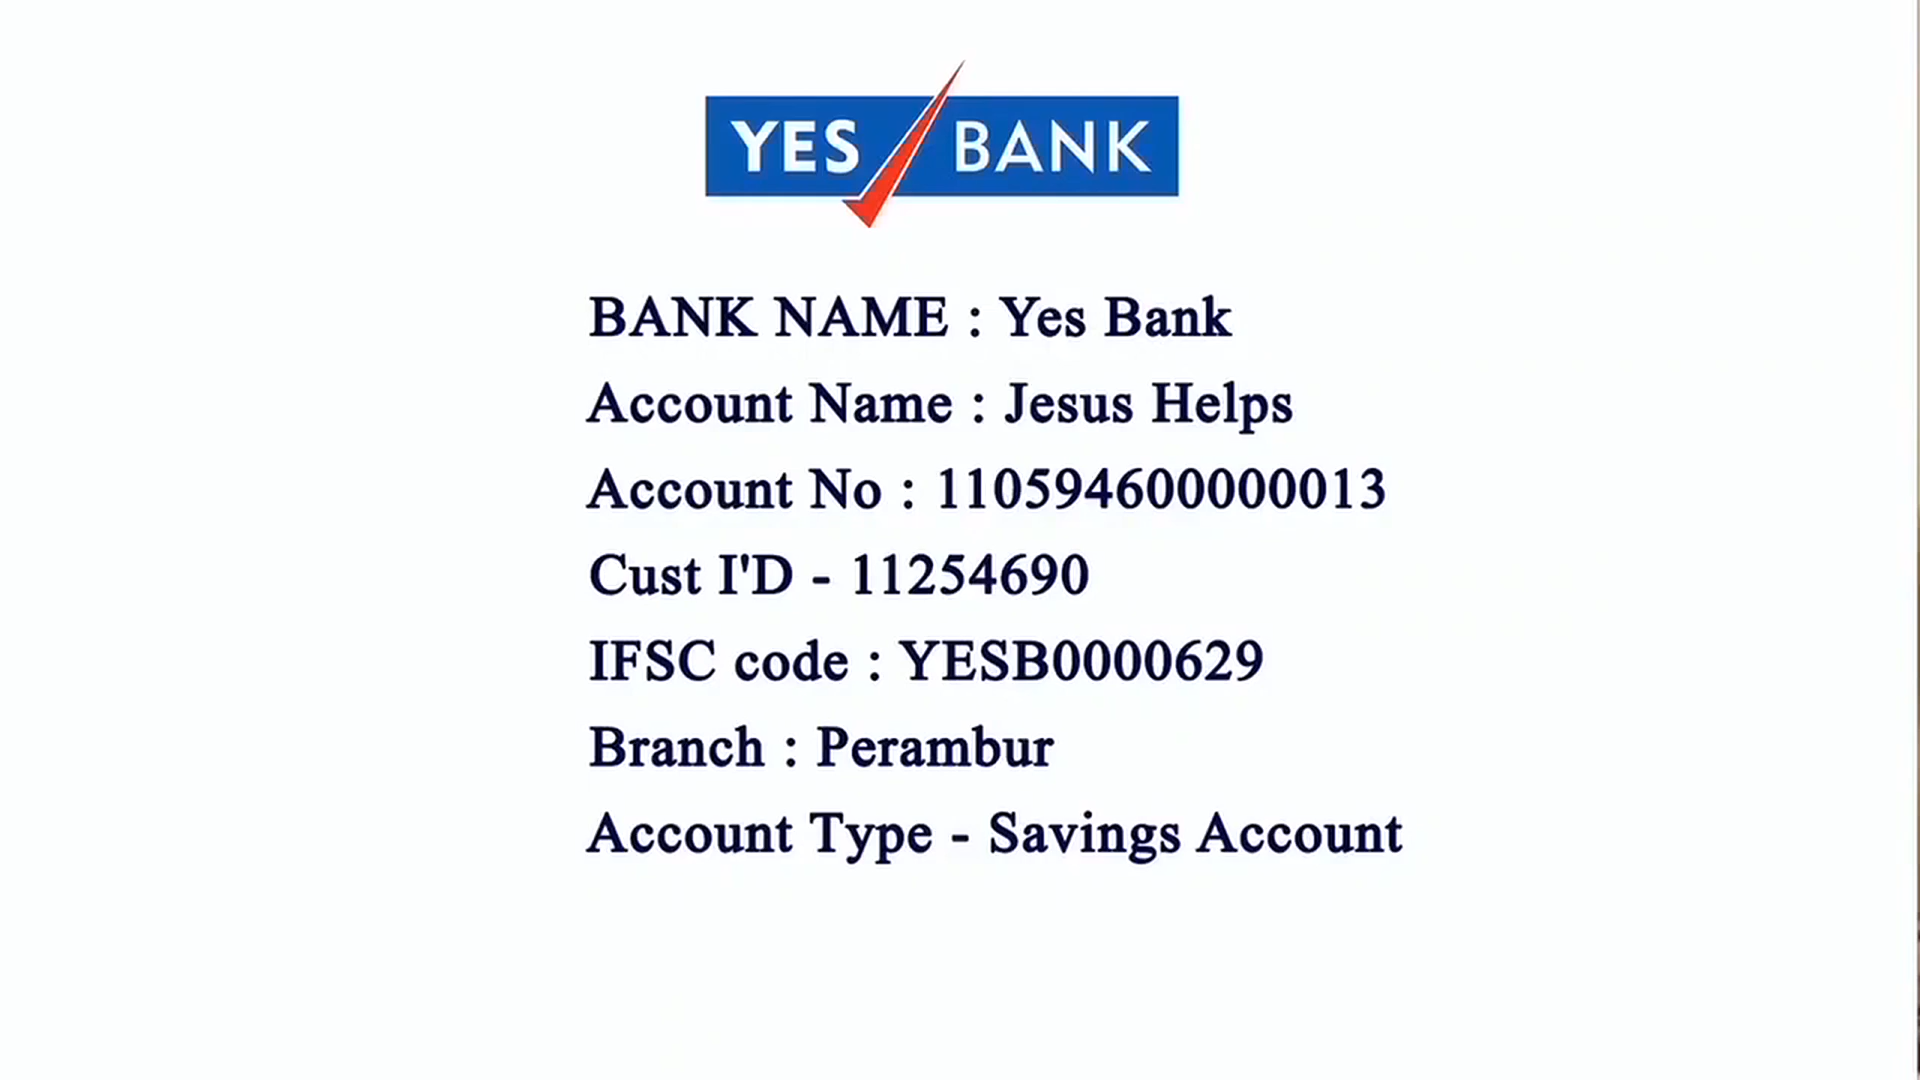 YES BANK
BANK NAME : Yes Bank
Account Name : Jesus Helps
Account No : 110594600000013
Cust I'D - 11254690
IFSC code : YESB0000629
Branch : Perambur
Account Type - Savings Account